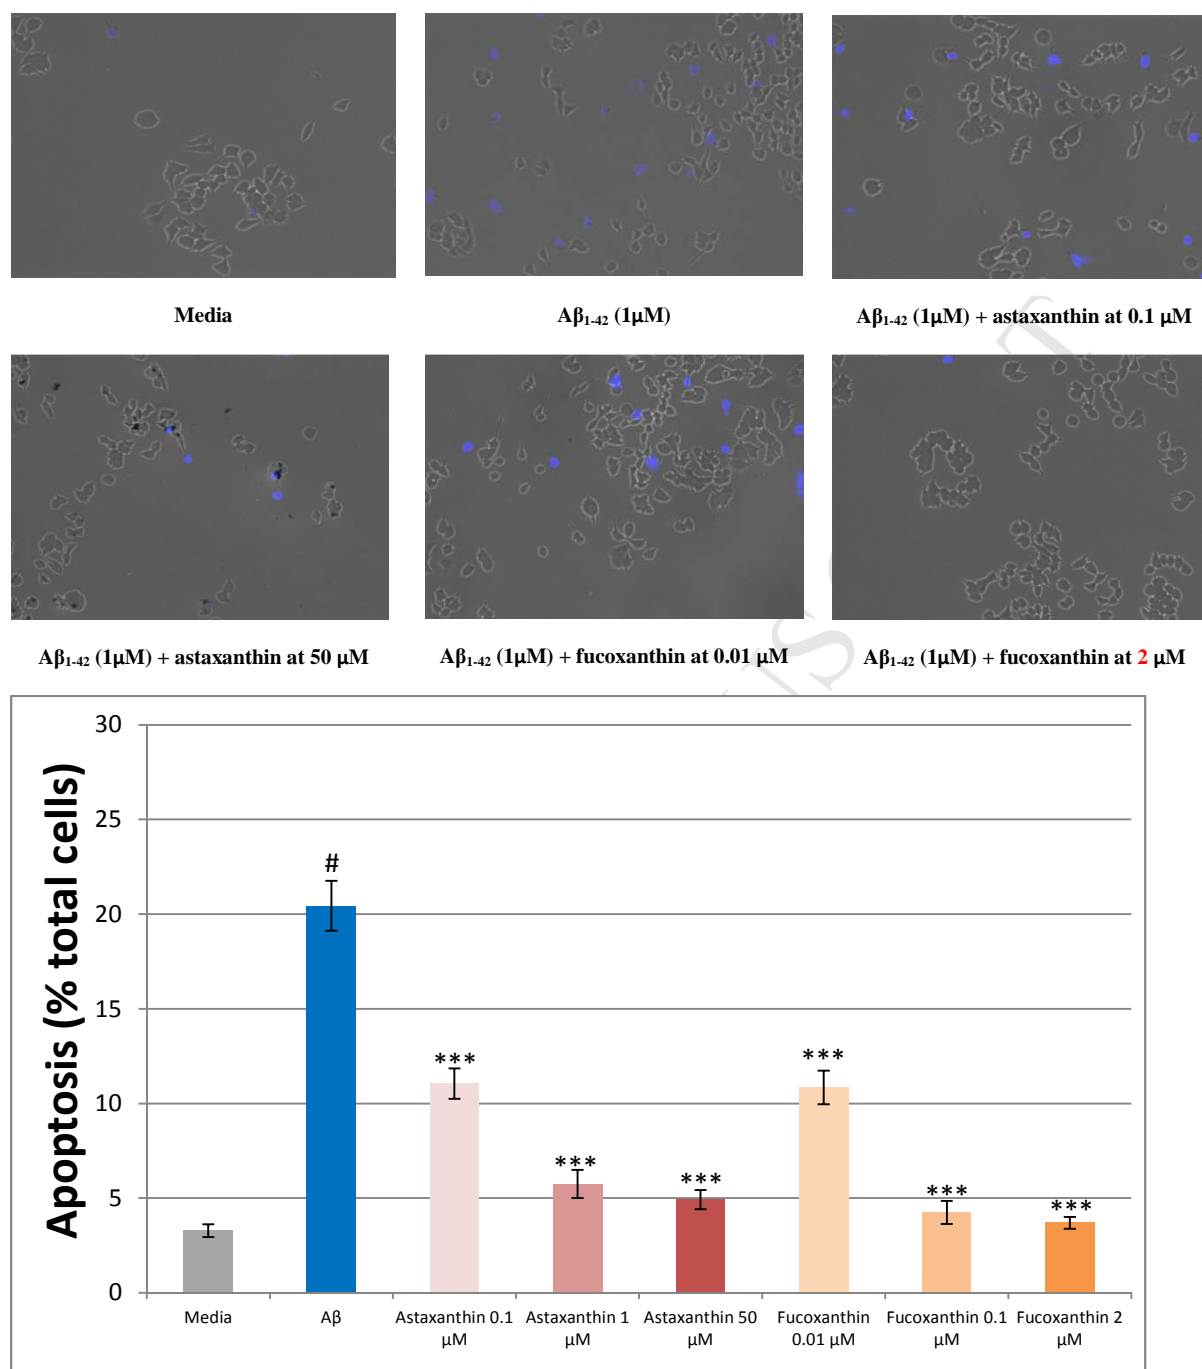 Media
Aβ₁₋₄₂ (1μM)
Aβ₁₋₄₂ (1μM) + astaxanthin at 0.1 μM
Aβ₁₋₄₂ (1μM) + astaxanthin at 50 μM
Aβ₁₋₄₂ (1μM) + fucoxanthin at 0.01 μM
Aβ₁₋₄₂ (1μM) + fucoxanthin at 2 μM
Apoptosis (% total cells)
30
25
20
15
10
5
0
#
***
***
***
***
***
***
Media
Aβ
Astaxanthin 0.1
μM
Astaxanthin 1
μM
Astaxanthin 50
μM
Fucoxanthin
0.01 μM
Fucoxanthin 0.1
μM
Fucoxanthin 2
μM